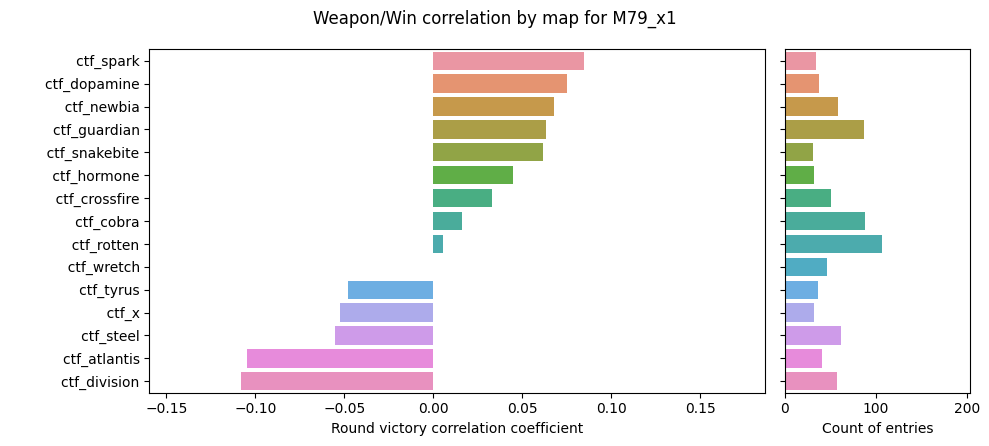 Weapon/Win correlation by map for M79_x1
ctf_spark
ctf_dopamine
ctf_newbia
ctf_guardian
ctf_snakebite
ctf_hormone
ctf_crossfire
ctf_cobra
ctf_rotten
ctf_wretch
ctf_tyrus
ctf_x
ctf_steel
ctf_atlantis
ctf_division
−0.15 −0.10 −0.05 0.00 0.05 0.10 0.15
Round victory correlation coefficient
0 100 200
Count of entries